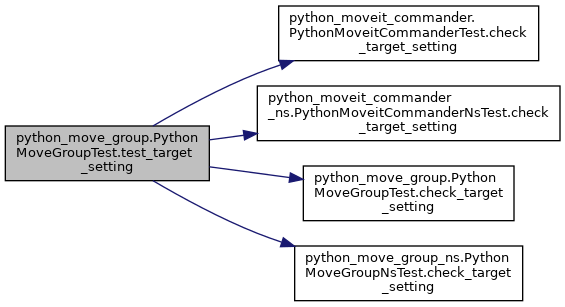 python_move_group.Python
MoveGroupTest.test_target
_setting
python_moveit_commander.
PythonMoveitCommanderTest.check
_target_setting
python_moveit_commander
_ns.PythonMoveitCommanderNsTest.check
_target_setting
python_move_group.Python
MoveGroupTest.check_target
_setting
python_move_group_ns.Python
MoveGroupNsTest.check_target
_setting